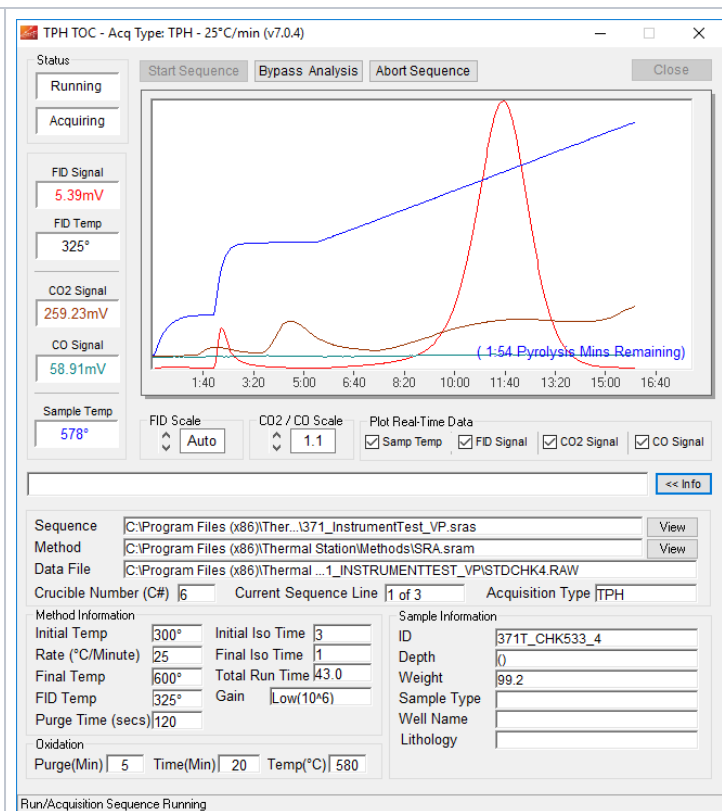 TPH TOC - Acq Type: TPH - 25°C/min (v7.0.4)
Status
Running
Acquiring
Start Sequence Bypass Analysis Abort Sequence Close
FID Signal
5.39mV
FID Temp
325°
CO2 Signal
259.23mV
CO Signal
58.91mV
Sample Temp
578°
( 1:54 Pyrolysis Mins Remaining)
1:40 3:20 5:00 6:40 8:20 10:00 11:40 13:20 15:00 16:40
FID Scale
Auto
CO2 / CO Scale
1.1
Plot Real-Time Data
Samp Temp FID Signal CO2 Signal CO Signal
<< Info
Sequence C:\Program Files (x86)\Ther...\371_InstrumentTest_VP.sras View
Method C:\Program Files (x86)\Thermal Station\Methods\SRA.sram View
Data File C:\Program Files (x86)\Thermal ...1_INSTRUMENTTEST_VP\STDCHK4.RAW
Crucible Number (C#) 6 Current Sequence Line 1 of 3 Acquisition Type TPH
Method Information
Initial Temp 300° Initial Iso Time 3
Rate (°C/Minute) 25 Final Iso Time 1
Final Temp 600° Total Run Time 43.0
FID Temp 325° Gain Low(10^6)
Purge Time (secs) 120
Sample Information
ID 371T_CHK533_4
Depth ()
Weight 99.2
Sample Type
Well Name
Lithology
Oxidation
Purge(Min) 5 Time(Min) 20 Temp(°C) 580
Run/Acquisition Sequence Running